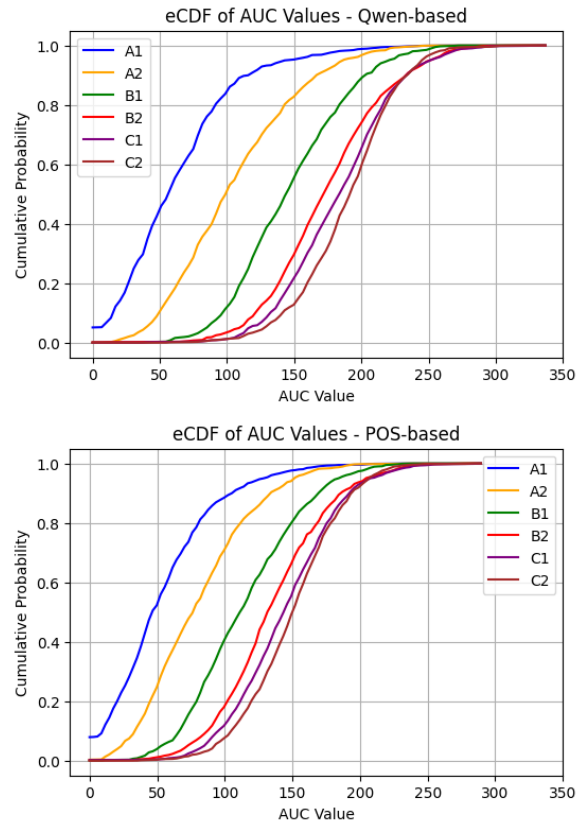 eCDF of AUC Values - Qwen-based
Cumulative Probability
1.0
0.8
0.6
0.4
0.2
0.0
A1
A2
B1
B2
C1
C2
0 50 100 150 200 250 300 350
AUC Value
eCDF of AUC Values - POS-based
Cumulative Probability
1.0
0.8
0.6
0.4
0.2
0.0
A1
A2
B1
B2
C1
C2
0 50 100 150 200 250 300 350
AUC Value